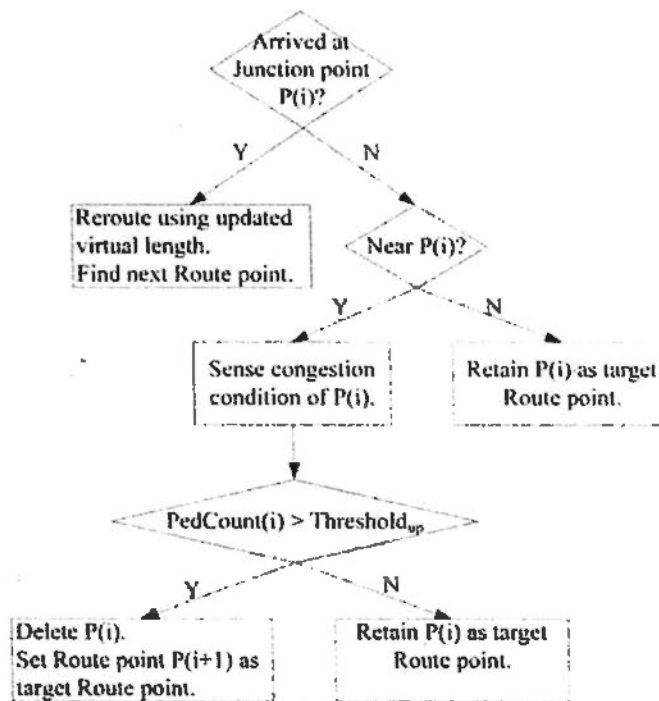 Arrived at
Junction point
P(i)?
Y
N
Reroute using updated
virtual length.
Find next Route point.
Near P(i)?
Y
N
Sense congestion
condition of P(i).
Retain P(i) as target
Route point.
PedCount(i) > Threshold_up
Y
N
Delete P(i).
Set Route point P(i+1) as
target Route point.
Retain P(i) as target
Route point.